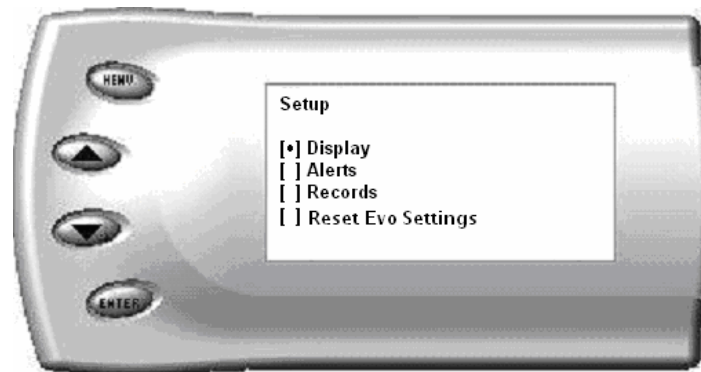 MENU
Setup
[•] Display
[ ] Alerts
[ ] Records
[ ] Reset Evo Settings
ENTER